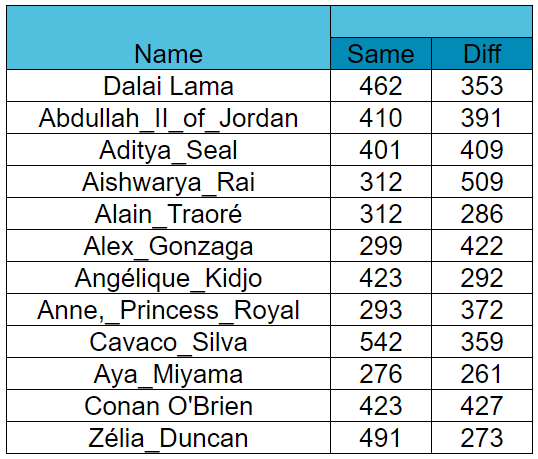 Name Same Diff
Dalai Lama 462 353
Abdullah_II_of_Jordan 410 391
Aditya_Seal 401 409
Aishwarya_Rai 312 509
Alain_Traoré 312 286
Alex_Gonzaga 299 422
Angélique_Kidjo 423 292
Anne,_Princess_Royal 293 372
Cavaco_Silva 542 359
Aya_Miyama 276 261
Conan O'Brien 423 427
Zélia_Duncan 491 273